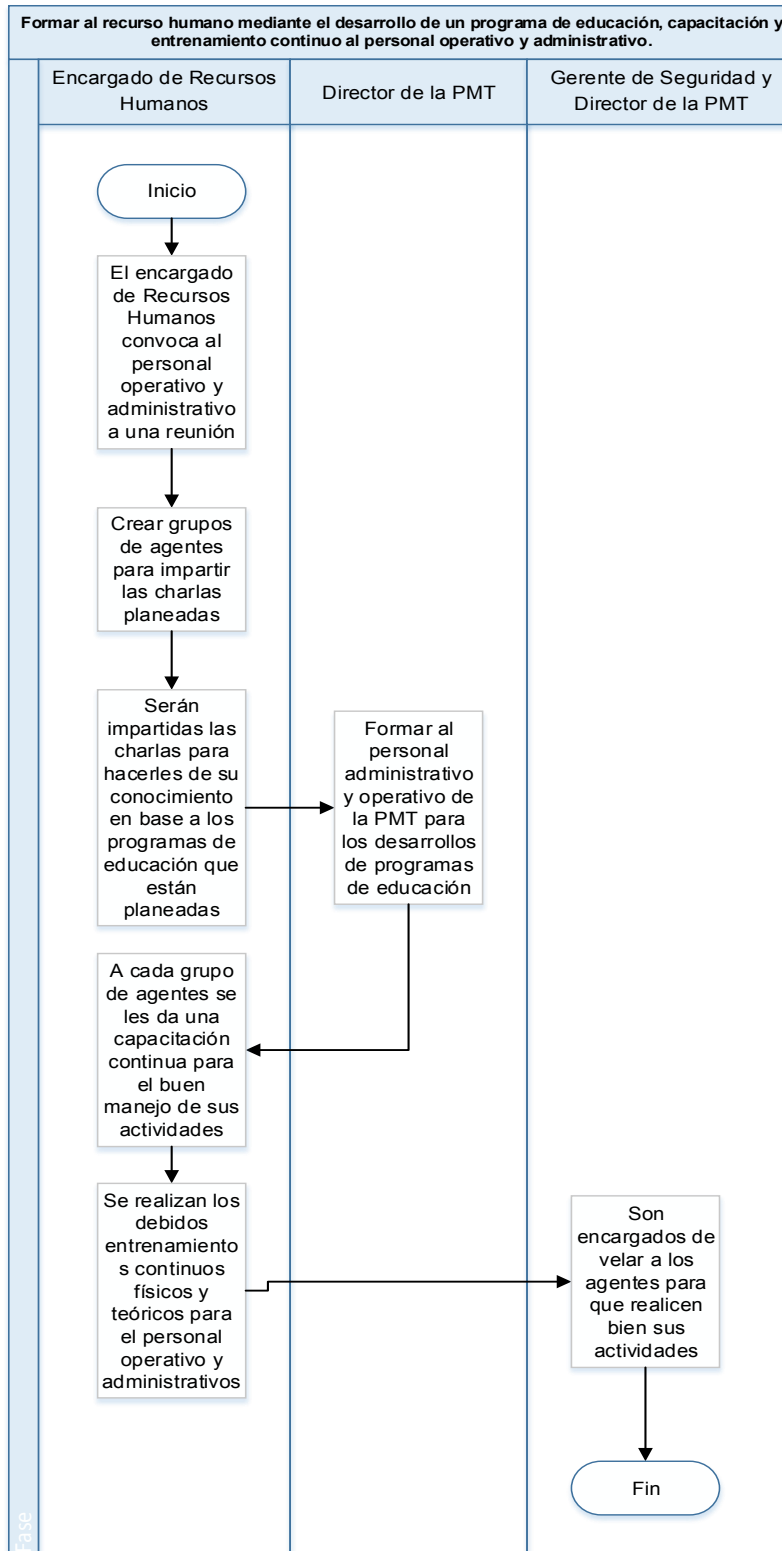 Formar al recurso humano mediante el desarrollo de un programa de educación, capacitación y
entrenamiento continuo al personal operativo y administrativo.
Encargado de Recursos
Humanos
Director de la PMT
Gerente de Seguridad y
Director de la PMT
Inicio
El encargado
de Recursos
Humanos
convoca al
personal
operativo y
administrativo
a una reunión
Crear grupos
de agentes
para impartir
las charlas
planeadas
Serán
impartidas las
charlas para
hacerles de su
conocimiento
en base a los
programas de
educación que
están
planeadas
Formar al
personal
administrativo
y operativo de
la PMT para
los desarrollos
de programas
de educación
A cada grupo
de agentes se
les da una
capacitación
continua para
el buen
manejo de sus
actividades
Se realizan los
debidos
entrenamiento
s continuos
físicos y
teóricos para
el personal
operativo y
administrativos
Son
encargados de
velar a los
agentes para
que realicen
bien sus
actividades
Fin
Fase